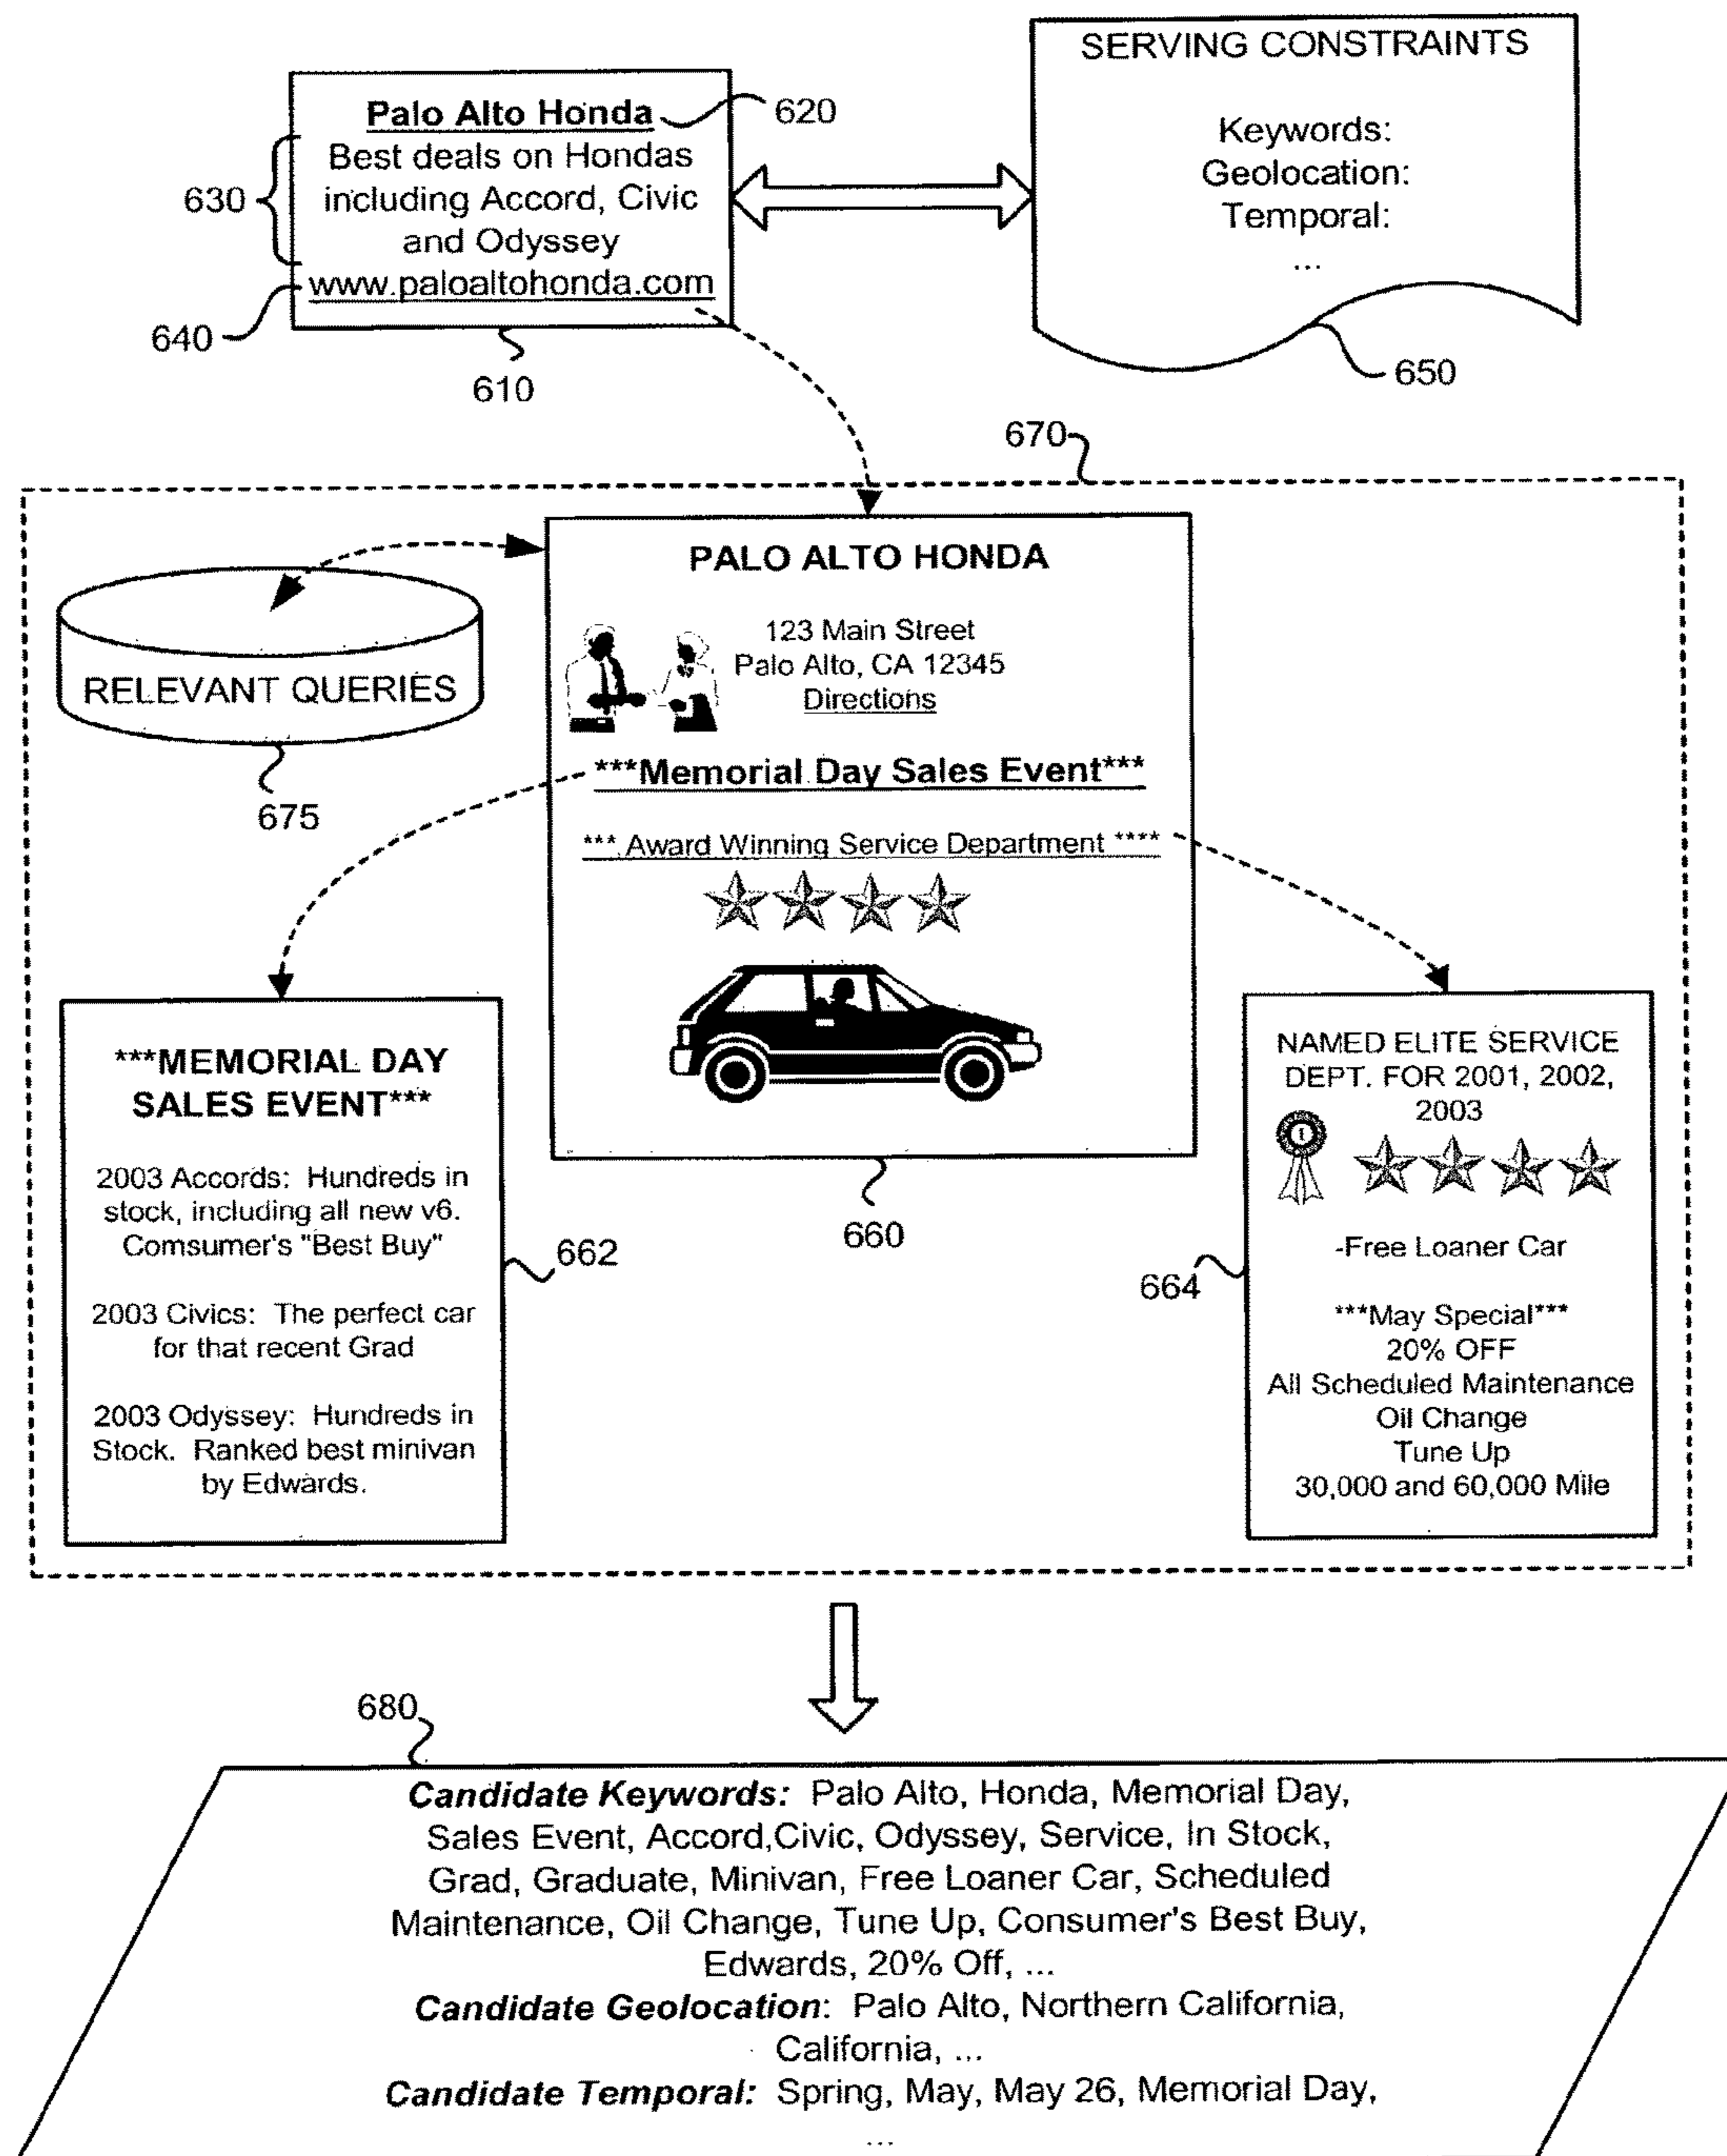 SERVING CONSTRAINTS
Keywords:
Geolocation:
Temporal:
...
650
Palo Alto Honda
620
Best deals on Hondas
including Accord, Civic
and Odyssey
630
www.paloaltohonda.com
640
610
670
PALO ALTO HONDA
123 Main Street
Palo Alto, CA 12345
Directions
***Memorial Day Sales Event***
*** Award Winning Service Department ****
660
RELEVANT QUERIES
675
***MEMORIAL DAY
SALES EVENT***
2003 Accords: Hundreds in
stock, including all new v6.
Comsumer's "Best Buy"
2003 Civics: The perfect car
for that recent Grad
2003 Odyssey: Hundreds in
Stock. Ranked best minivan
by Edwards.
662
NAMED ELITE SERVICE
DEPT. FOR 2001, 2002,
2003
1
-Free Loaner Car
***May Special***
20% OFF
All Scheduled Maintenance
Oil Change
Tune Up
30,000 and 60,000 Mile
664
680
Candidate Keywords: Palo Alto, Honda, Memorial Day,
Sales Event, Accord,Civic, Odyssey, Service, In Stock,
Grad, Graduate, Minivan, Free Loaner Car, Scheduled
Maintenance, Oil Change, Tune Up, Consumer's Best Buy,
Edwards, 20% Off, ...
Candidate Geolocation: Palo Alto, Northern California,
California, ...
Candidate Temporal: Spring, May, May 26, Memorial Day,
...